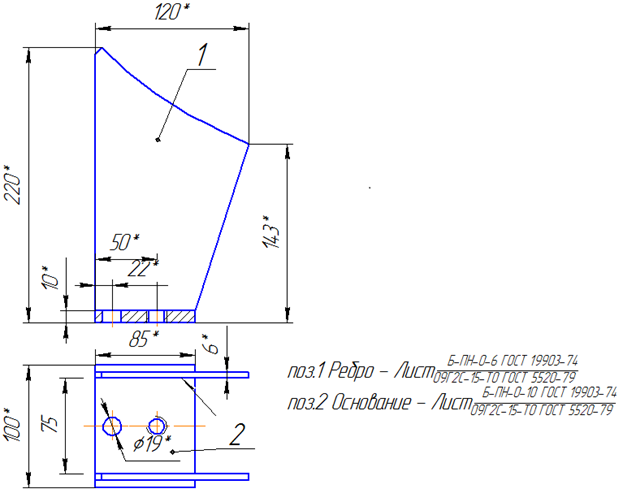 120*
1
220*
143*
50*
22*
10*
85*
6*
поз.1 Ребро – Лист Б-ПН-О-6 ГОСТ 19903-74
09Г2С-15-ТО ГОСТ 5520-79
поз.2 Основание – Лист Б-ПН-О-10 ГОСТ 19903-74
09Г2С-15-ТО ГОСТ 5520-79
100*
75
ф19*
2